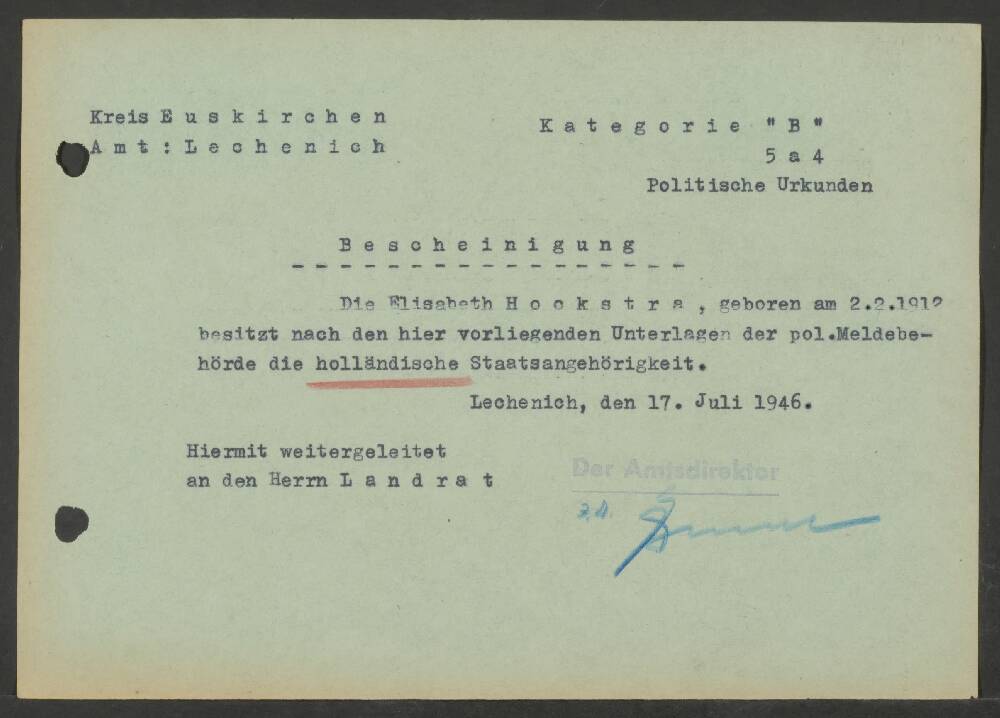 Kreis Euskirchen
Amt: Lechenich
Kategorie "B"
5 a 4
Politische Urkunden
Bescheinigung
Die Elisabeth Hockstra, geboren am 2.2.1912
besitzt nach den hier vorliegenden Unterlagen der pol.Meldebe-
hörde die holländische Staatsangehörigkeit.
Lechenich, den 17. Juli 1946.
Hiermit weitergeleitet
an den Herrn Landrat
Der Amtsdirektor